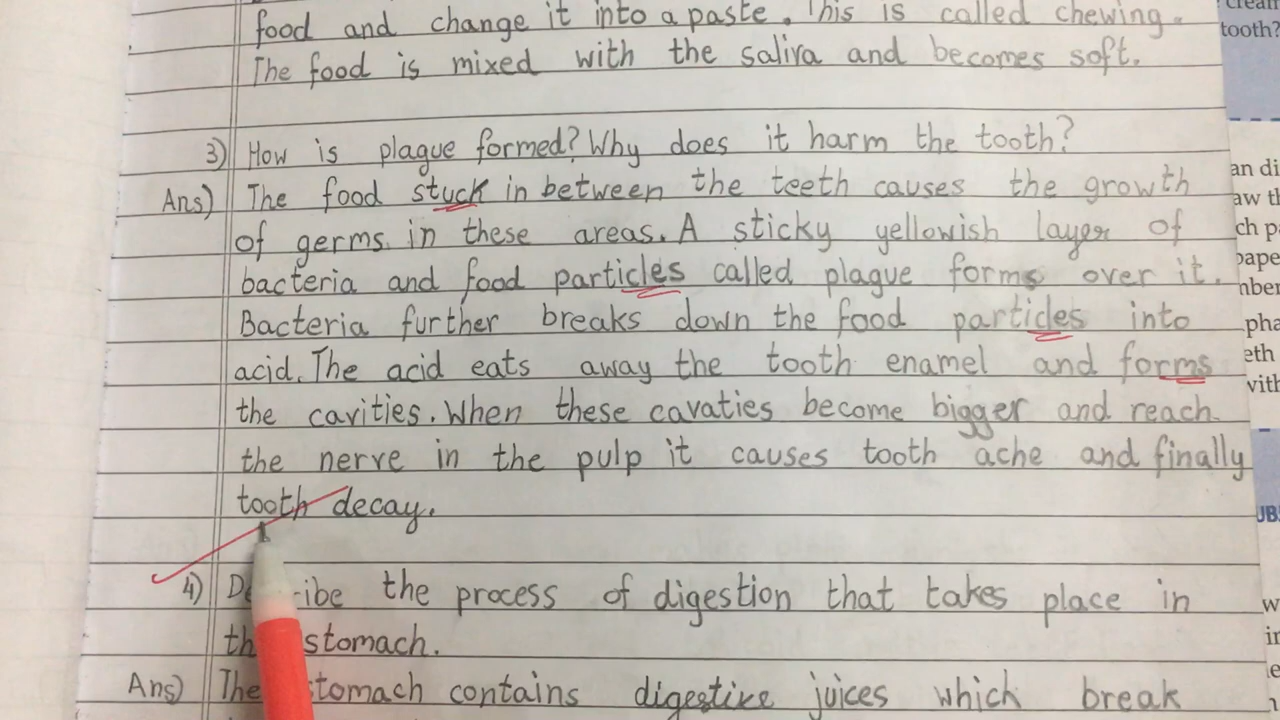 food and change it into a paste. This is called chewing.
The food is mixed with the saliva and becomes soft.
3) How is plague formed? Why does it harm the tooth?
Ans) The food stuck in between the teeth causes the growth
of germs in these areas. A sticky yellowish layer of
bacteria and food particles called plague forms over it.
Bacteria further breaks down the food particles into
acid. The acid eats away the tooth enamel and forms
the cavities. When these cavaties become bigger and reach
the nerve in the pulp it causes tooth ache and finally
tooth decay.
4) the process of digestion that takes place in
stomach.
Ans) The stomach contains digestive juices which break
tooth?